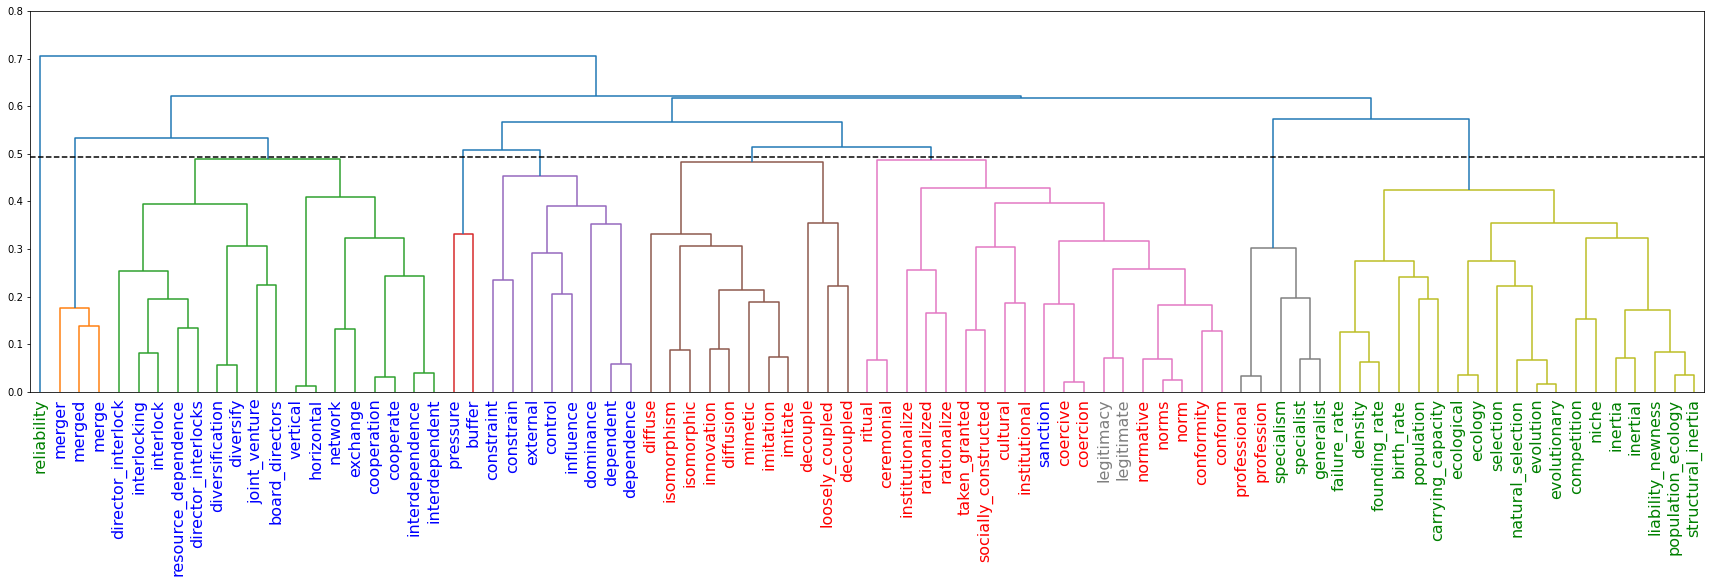 0.8
0.7
0.6
0.5
0.4
0.3
0.2
0.1
0.0
reliability
merger
merged
merge
director_interlock
interlocking
interlock
resource_dependence
director_interlocks
diversification
diversify
joint_venture
board_directors
vertical
horizontal
network
exchange
cooperation
cooperate
interdependence
interdependent
pressure
buffer
constraint
constrain
external
control
influence
dominance
dependent
dependence
diffuse
isomorphism
isomorphic
innovation
diffusion
mimetic
imitation
imitate
decouple
loosely_coupled
decoupled
ritual
ceremonial
institutionalize
rationalized
rationalize
taken_granted
socially_constructed
cultural
institutional
sanction
coercive
coercion
legitimacy
legitimate
normative
norms
norm
conformity
conform
professional
profession
specialism
specialist
generalist
failure_rate
density
founding_rate
birth_rate
population
carrying_capacity
ecological
ecology
selection
natural_selection
evolution
evolutionary
competition
niche
inertia
inertial
liability_newness
population_ecology
structural_inertia